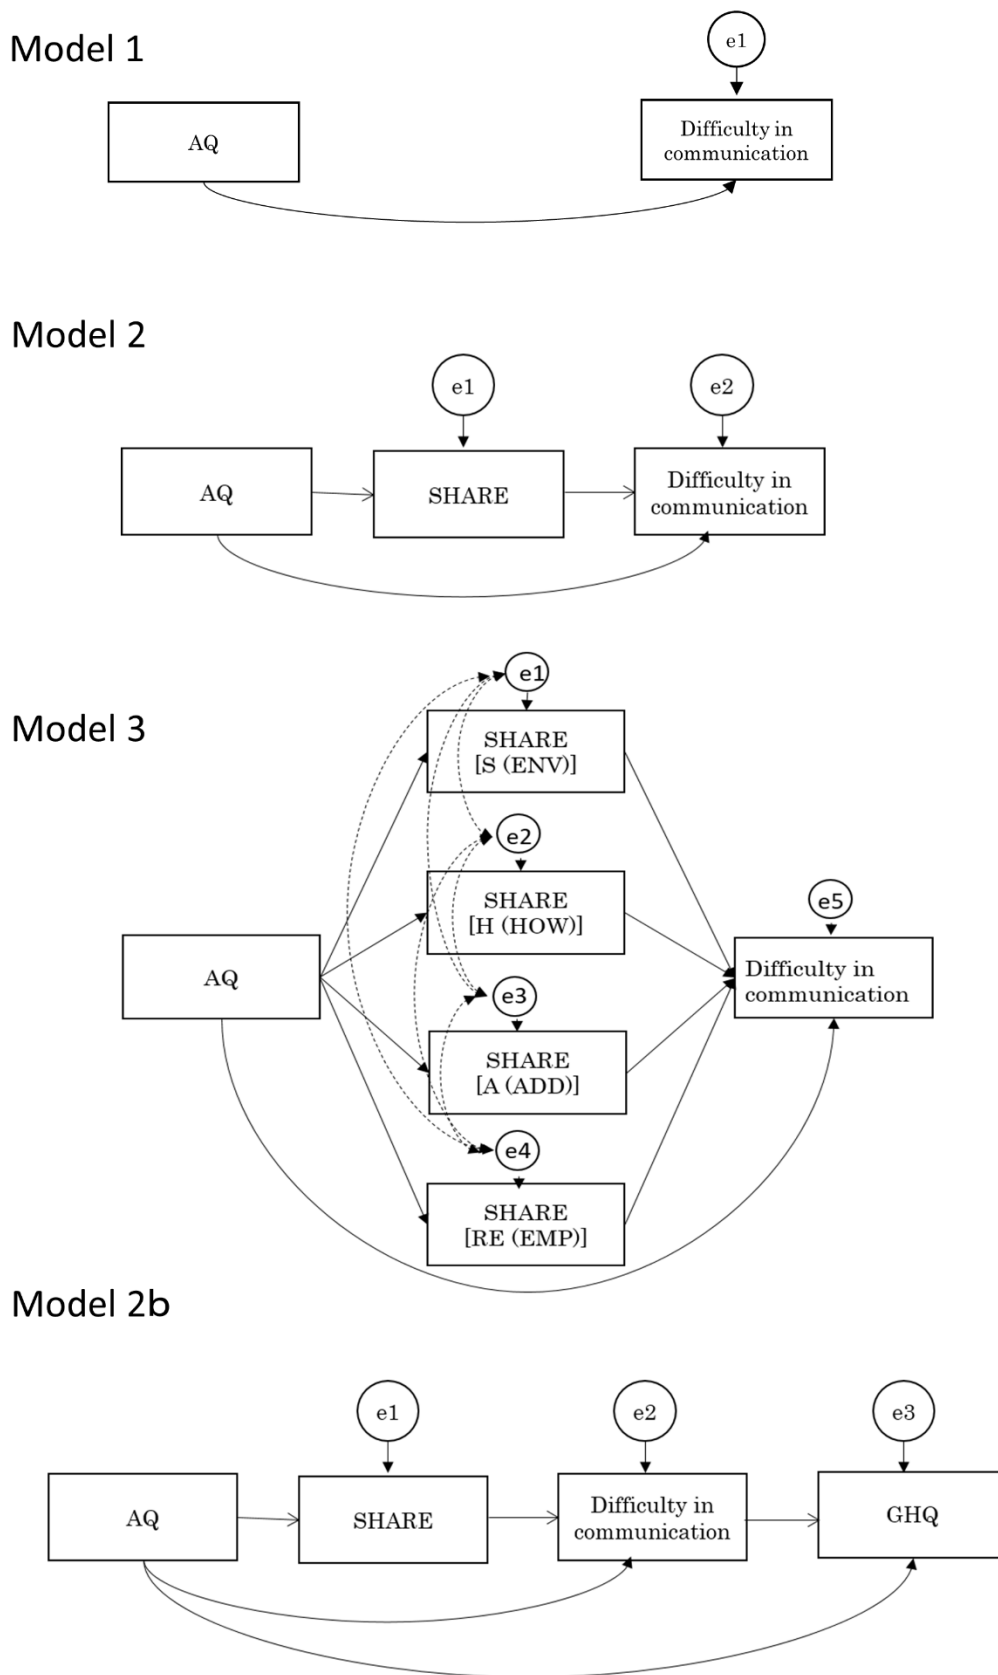 Model 1
e1
AQ
Difficulty in
communication
Model 2
e1
e2
AQ
SHARE
Difficulty in
communication
Model 3
e1
SHARE
[S (ENV)]
e2
SHARE
[H (HOW)]
e5
AQ
Difficulty in
communication
e3
SHARE
[A (ADD)]
e4
SHARE
[RE (EMP)]
Model 2b
e1
e2
e3
AQ
SHARE
Difficulty in
communication
GHQ